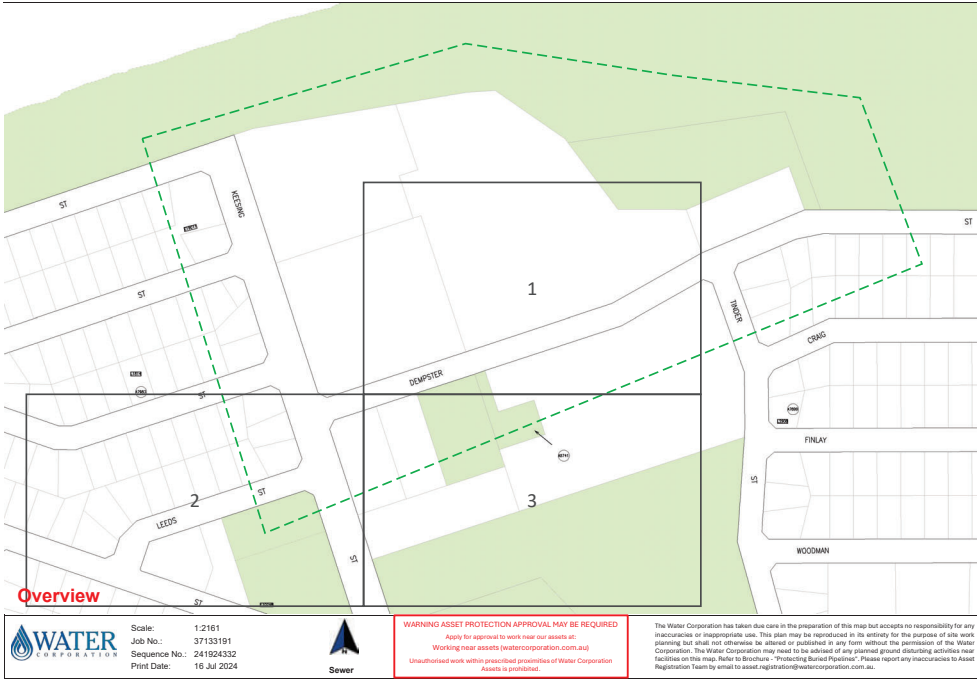 ST
KEESING
ST
ST
1
TINDER
CRAIG
DEMPSTER
ST
FINLAY
2
LEEDS
ST
3
ST
ST
WOODMAN
ST
Overview
WATER
CORPORATION
Scale: 1:2161
Job No.: 37133191
Sequence No.: 241924332
Print Date: 16 Jul 2024
Sewer
WARNING ASSET PROTECTION APPROVAL MAY BE REQUIRED
Apply for approval to work near our assets at:
Working near assets (watercorporation.com.au)
Unauthorised work within prescribed proximities of Water Corporation
Assets is prohibited.
The Water Corporation has taken due care in the preparation of this map but accepts no responsibility for any
inaccuracies or inappropriate use. This plan may be reproduced in its entirety for the purpose of site work
planning but shall not otherwise be altered or published in any form without the permission of the Water
Corporation. The Water Corporation may need to be advised of any planned ground disturbing activities near
facilities on this map. Refer to Brochure - "Protecting Buried Pipelines". Please report any inaccuracies to Asset
Registration Team by email to asset.registration@watercorporation.com.au.